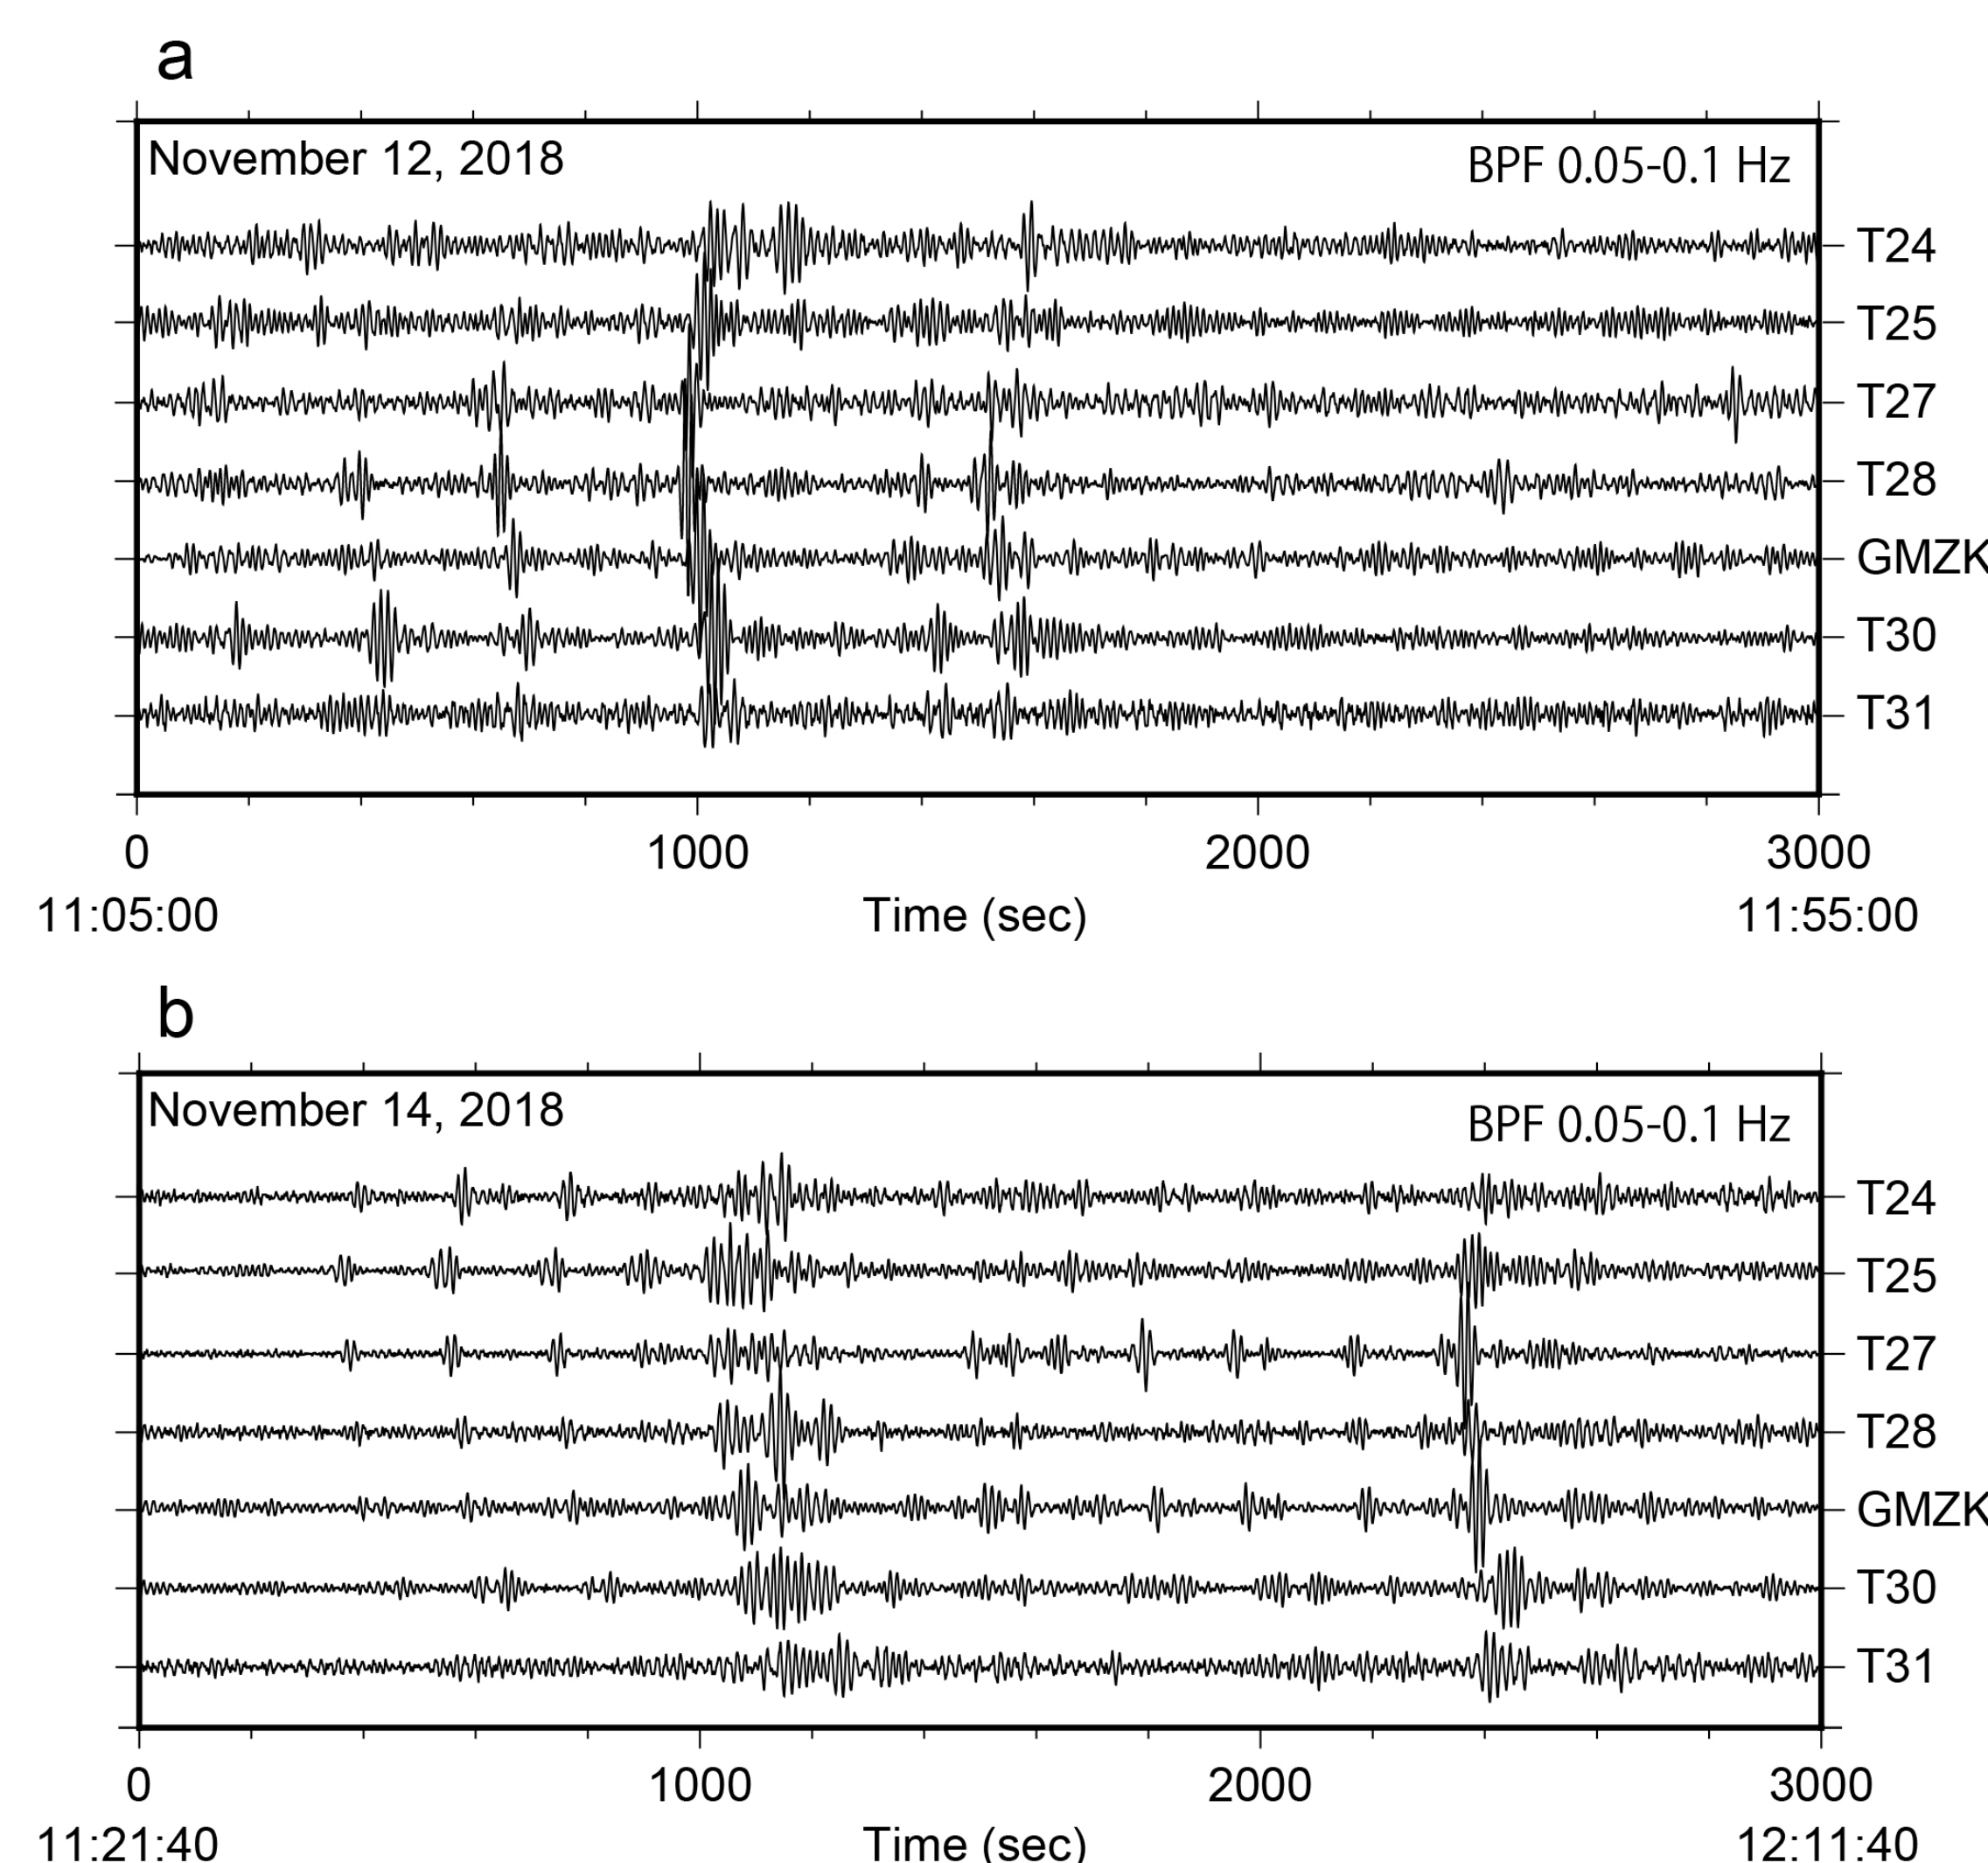 a
November 12, 2018 BPF 0.05-0.1 Hz
T24
T25
T27
T28
GMZK
T30
T31
0 1000 2000 3000
11:05:00 Time (sec) 11:55:00
b
November 14, 2018 BPF 0.05-0.1 Hz
T24
T25
T27
T28
GMZK
T30
T31
0 1000 2000 3000
11:21:40 Time (sec) 12:11:40